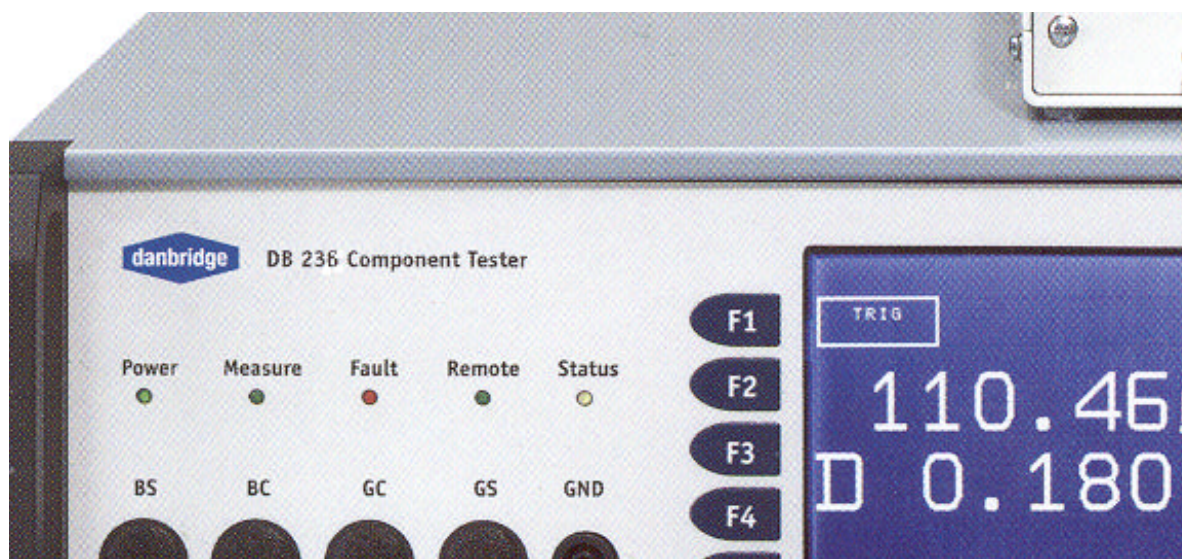 danbridge DB 236 Component Tester
F1
TRIG
Power Measure Fault Remote Status
F2
110.46
F3
D 0.180
BS BC GC GS GND
F4